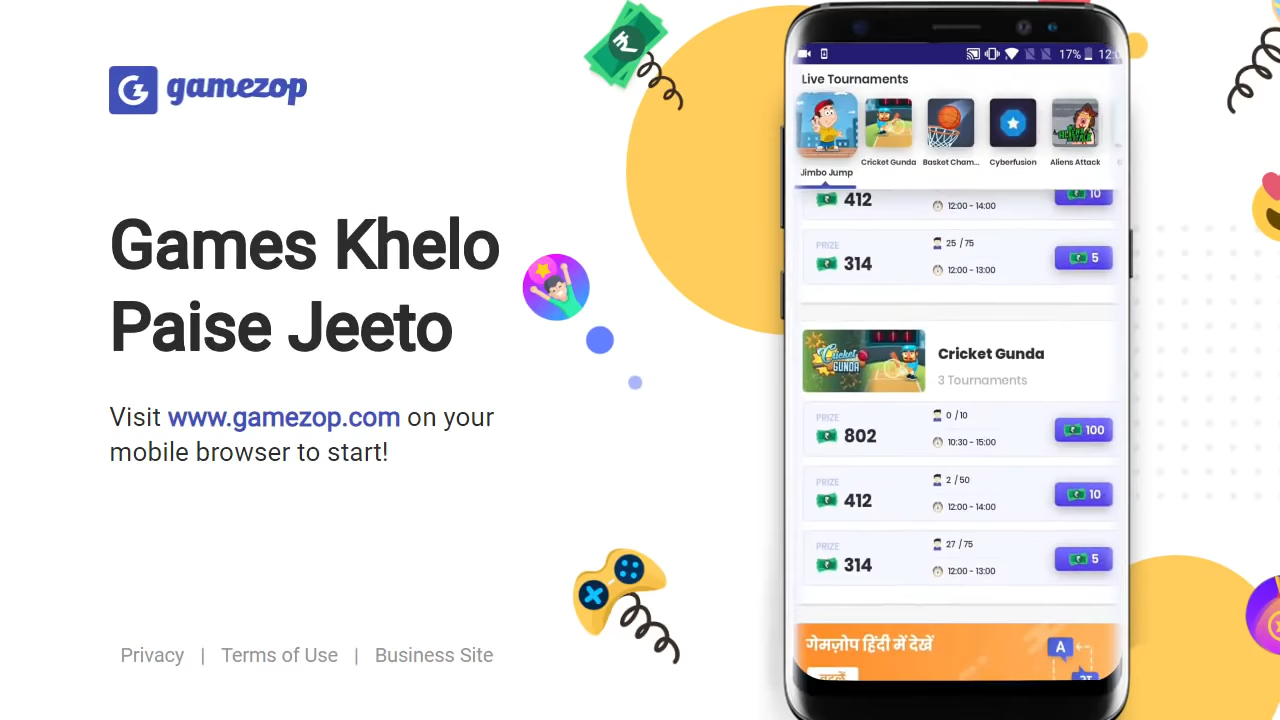 gamezop
Games Khelo
Paise Jeeto
Visit www.gamezop.com on your
mobile browser to start!
Privacy | Terms of Use | Business Site
17%
Live Tournaments
Jimbo Jump
Cricket Gunda
Basket Cham...
Cyberfusion
Aliens Attack
412
12:00 - 14:00
10
PRIZE
314
25 / 75
12:00 - 13:00
5
Cricket GUNDA
Cricket Gunda
3 Tournaments
PRIZE
802
0 / 10
10:30 - 15:00
100
PRIZE
412
2 / 50
12:00 - 14:00
10
PRIZE
314
27 / 75
12:00 - 13:00
5
गेमज़ोप हिंदी में देखें
A